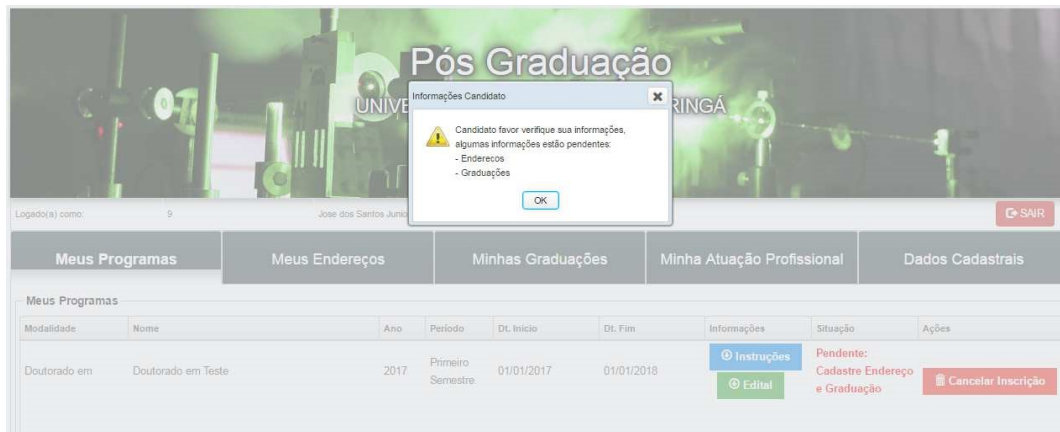 Pós Graduação
UNIVE
RINGÁ
Informações Candidato
Candidato favor verifique sua informações,
algumas informações estão pendentes:
- Enderecos
- Graduações
OK
Logado(a) como:
9
Jose dos Santos Junio
SAIR
Meus Programas
Meus Endereços
Minhas Graduações
Minha Atuação Profissional
Dados Cadastrais
Meus Programas
Modalidade
Nome
Ano
Período
Dt. Inicio
Dt. Fim
Informações
Situação
Ações
Doutorado em
Doutorado em Teste
2017
Primeiro
Semestre
01/01/2017
01/01/2018
Instruções
Edital
Pendente:
Cadastre Endereço
e Graduação
Cancelar Inscrição